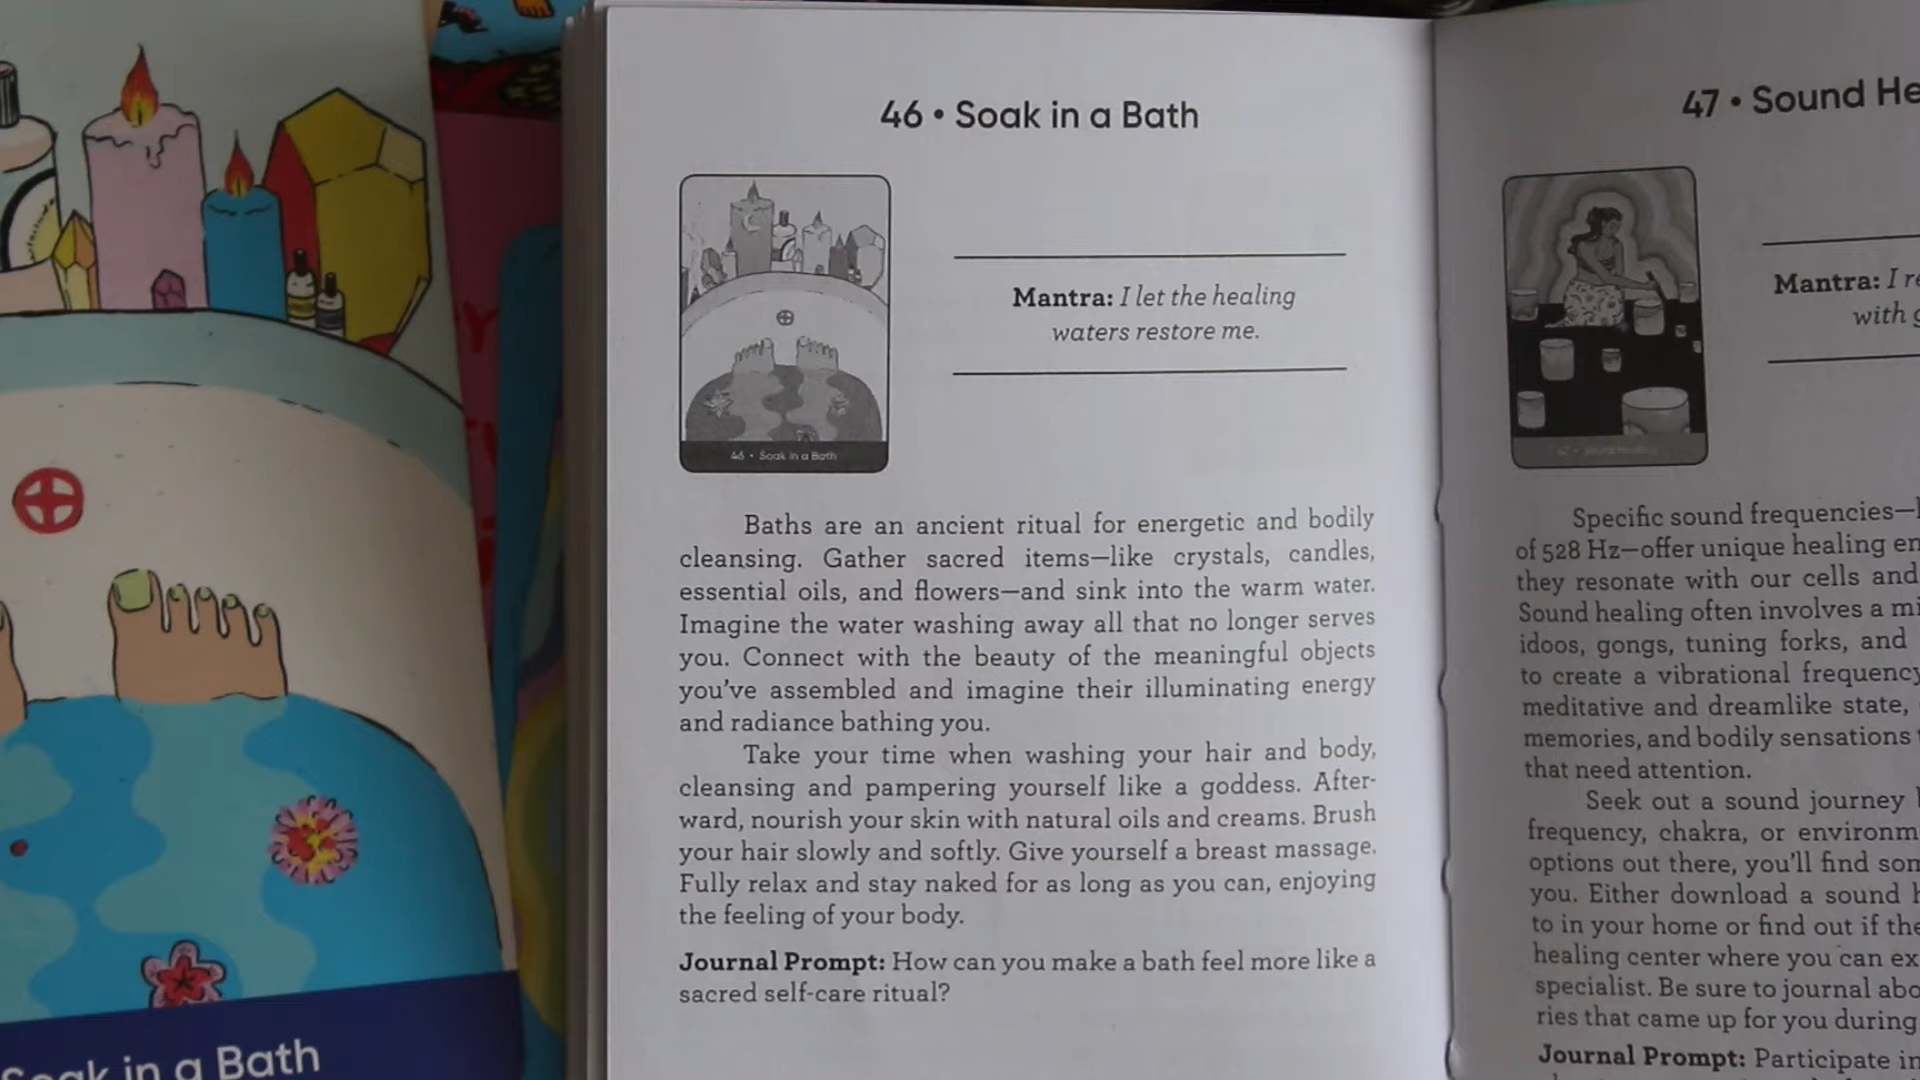 46 • Soak in a Bath
Mantra: I let the healing
waters restore me.
46 • Soak in a Bath
Baths are an ancient ritual for energetic and bodily
cleansing. Gather sacred items—like crystals, candles,
essential oils, and flowers—and sink into the warm water.
Imagine the water washing away all that no longer serves
you. Connect with the beauty of the meaningful objects
you've assembled and imagine their illuminating energy
and radiance bathing you.
Take your time when washing your hair and body,
cleansing and pampering yourself like a goddess. After-
ward, nourish your skin with natural oils and creams. Brush
your hair slowly and softly. Give yourself a breast massage.
Fully relax and stay naked for as long as you can, enjoying
the feeling of your body.
Journal Prompt: How can you make a bath feel more like a
sacred self-care ritual?
Soak in a Bath
47 • Sound He
Mantra: I re
with g
Specific sound frequencies—
of 528 Hz—offer unique healing en
they resonate with our cells and
Sound healing often involves a mi
idoos, gongs, tuning forks, and
to create a vibrational frequency
meditative and dreamlike state,
memories, and bodily sensations
that need attention.
Seek out a sound journey
frequency, chakra, or environm
options out there, you'll find som
you. Either download a sound h
to in your home or find out if the
healing center where you can ex
specialist. Be sure to journal abo
ries that came up for you during
Journal Prompt: Participate in